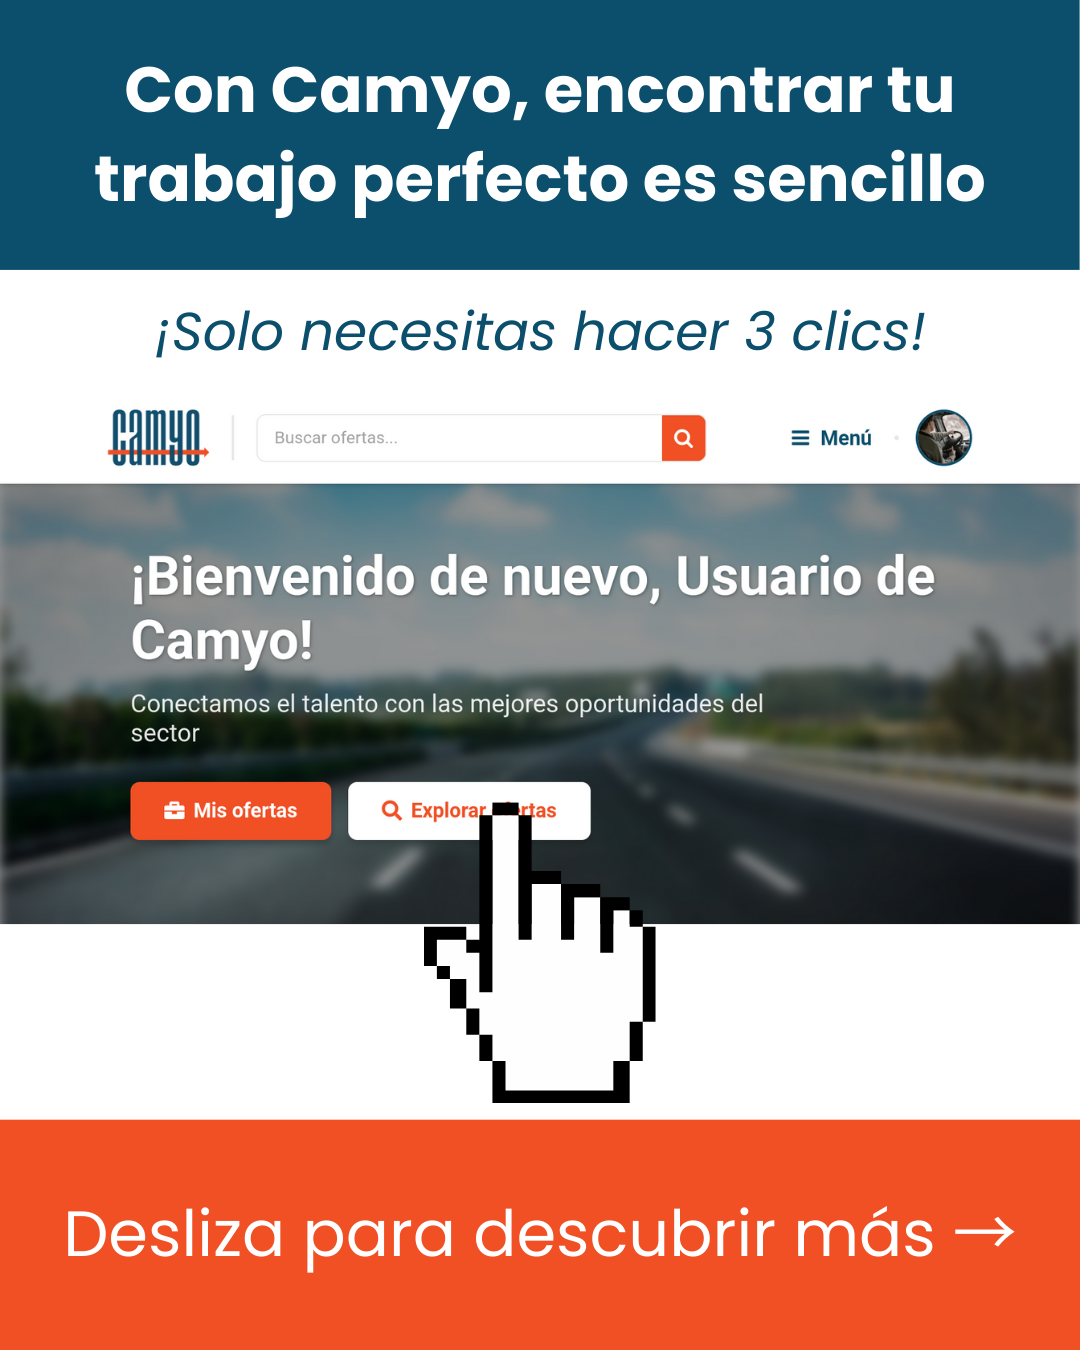 Con Camyo, encontrar tu
trabajo perfecto es sencillo
¡Solo necesitas hacer 3 clics!
camyo
Buscar ofertas...
Menú
¡Bienvenido de nuevo, Usuario de
Camyo!
Conectamos el talento con las mejores oportunidades del
sector
Mis ofertas
Explorar ofertas
Desliza para descubrir más →